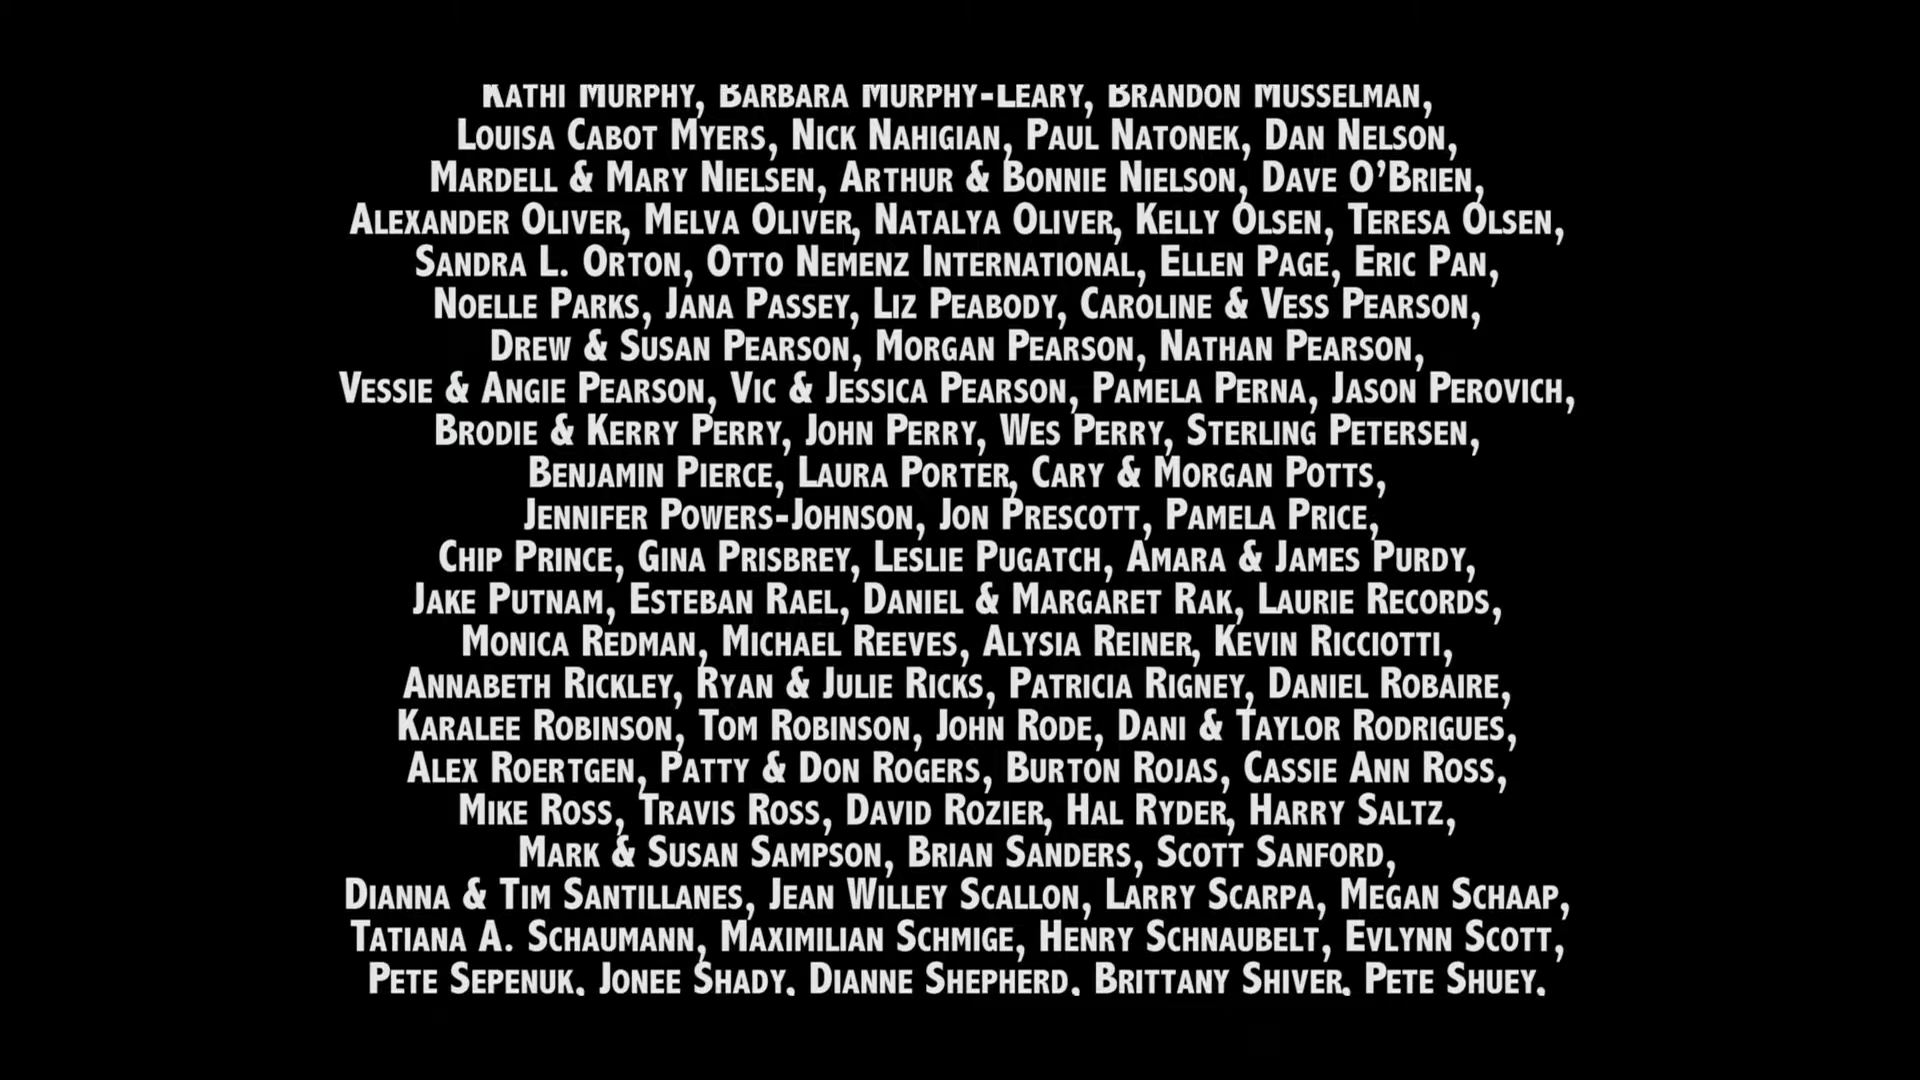 Kathi Murphy, Barbara Murphy-Leary, Brandon Musselman,
Louisa Cabot Myers, Nick Nahigian, Paul Natonek, Dan Nelson,
Mardell & Mary Nielsen, Arthur & Bonnie Nielson, Dave O'Brien,
Alexander Oliver, Melva Oliver, Natalya Oliver, Kelly Olsen, Teresa Olsen,
Sandra L. Orton, Otto Nemenz International, Ellen Page, Eric Pan,
Noelle Parks, Jana Passey, Liz Peabody, Caroline & Vess Pearson,
Drew & Susan Pearson, Morgan Pearson, Nathan Pearson,
Vessie & Angie Pearson, Vic & Jessica Pearson, Pamela Perna, Jason Perovich,
Brodie & Kerry Perry, John Perry, Wes Perry, Sterling Petersen,
Benjamin Pierce, Laura Porter, Cary & Morgan Potts,
Jennifer Powers-Johnson, Jon Prescott, Pamela Price,
Chip Prince, Gina Prisbrey, Leslie Pugatch, Amara & James Purdy,
Jake Putnam, Esteban Rael, Daniel & Margaret Rak, Laurie Records,
Monica Redman, Michael Reeves, Alysia Reiner, Kevin Ricciotti,
Annabeth Rickley, Ryan & Julie Ricks, Patricia Rigney, Daniel Robaire,
Karalee Robinson, Tom Robinson, John Rode, Dani & Taylor Rodrigues,
Alex Roertgen, Patty & Don Rogers, Burton Rojas, Cassie Ann Ross,
Mike Ross, Travis Ross, David Rozier, Hal Ryder, Harry Saltz,
Mark & Susan Sampson, Brian Sanders, Scott Sanford,
Dianna & Tim Santillanes, Jean Willey Scallon, Larry Scarpa, Megan Schaap,
Tatiana A. Schaumann, Maximilian Schmige, Henry Schnaubelt, Evlynn Scott,
Pete Sepenuk, Jonee Shady, Dianne Shepherd, Brittany Shiver, Pete Shuey,